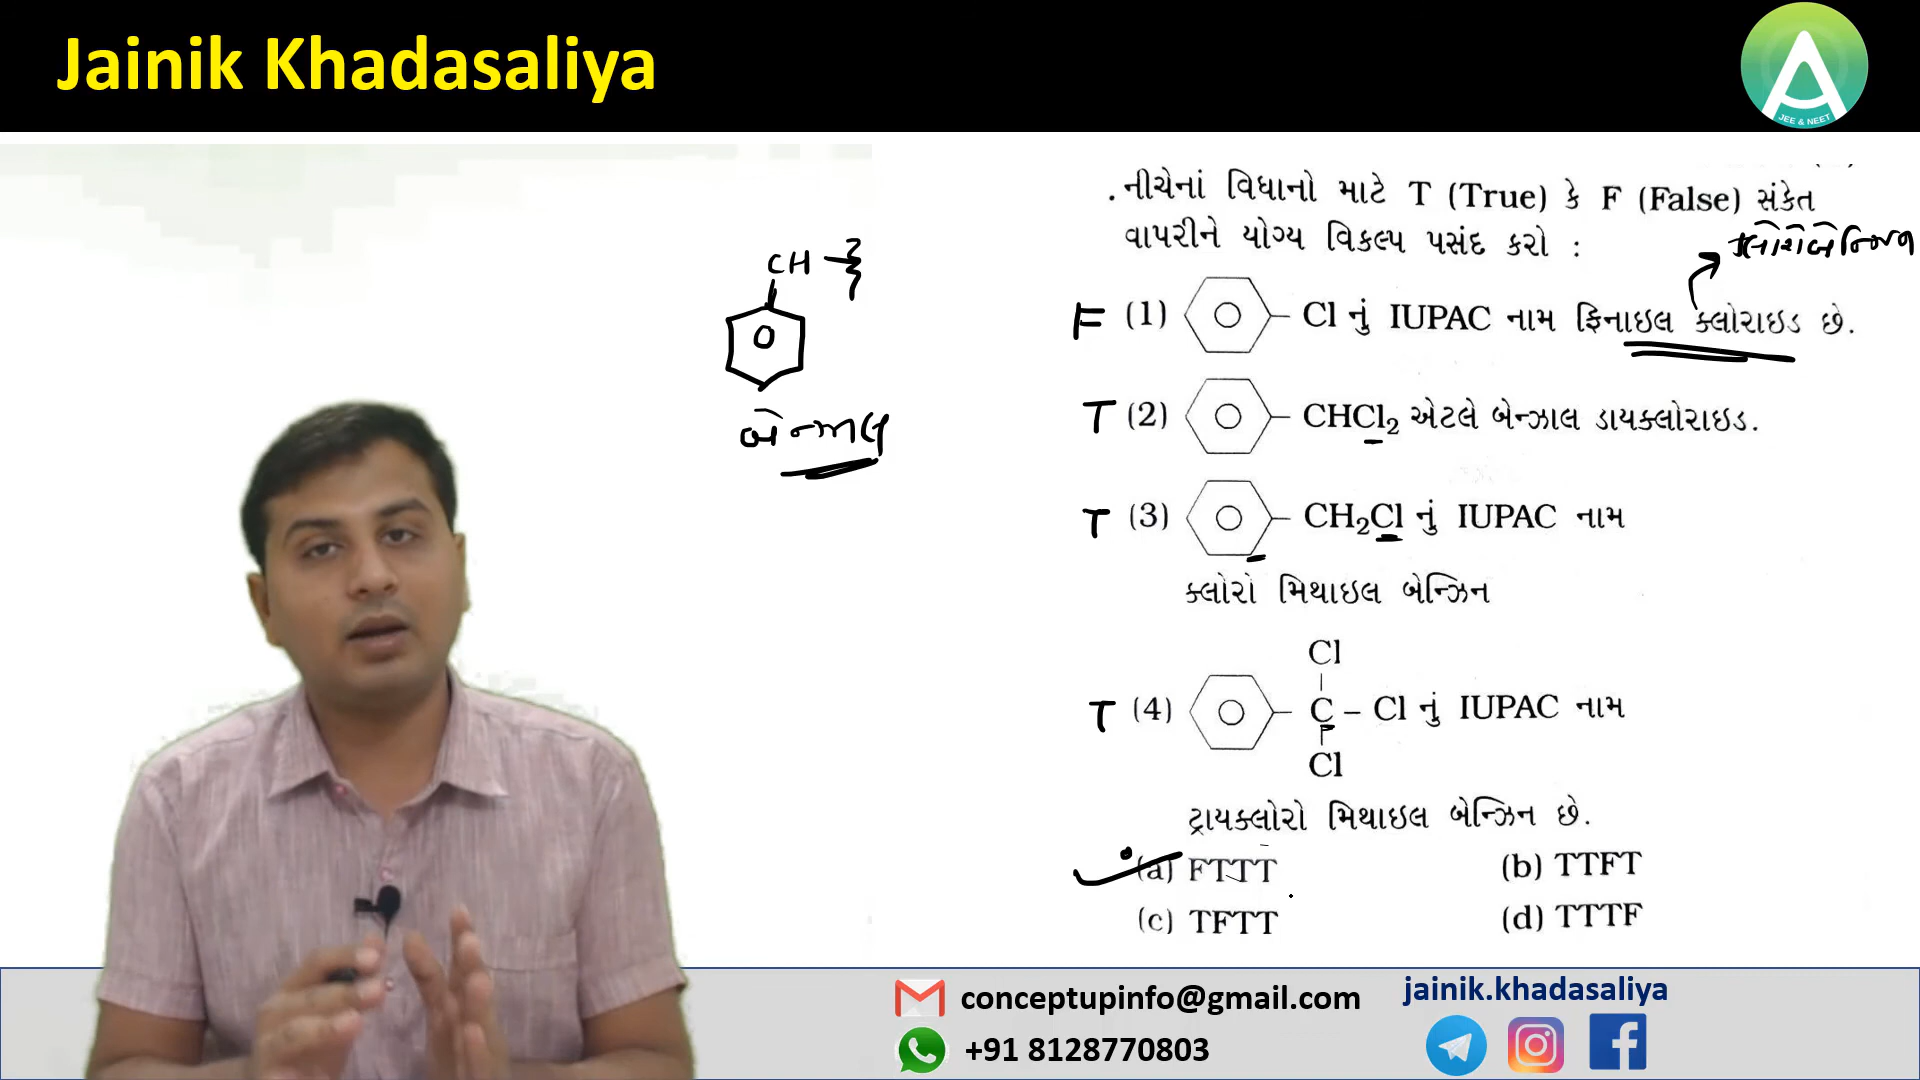 Jainik Khadasaliya
JEE & NEET
.નીચેનાં વિધાનો માટે T (True) કે F (False) સંકેત
વાપરીને યોગ્ય વિકલ્પ પસંદ કરો :
ક્લોરોબેન્ઝિન
F (1) Cl નું IUPAC નામ ફિનાઇલ ક્લોરાઇડ છે.
CH
બેન્ઝાલ
T (2) CHCl₂ એટલે બેન્ઝાલ ડાયક્લોરાઇડ.
T (3) CH₂Cl નું IUPAC નામ
ક્લોરો મિથાઇલ બેન્ઝિન
Cl
T (4) C – Cl નું IUPAC નામ
Cl
ટ્રાયક્લોરો મિથાઇલ બેન્ઝિન છે.
(a) FTTT (b) TTFT
(c) TFTT (d) TTTF
conceptupinfo@gmail.com
jainik.khadasaliya
+91 8128770803